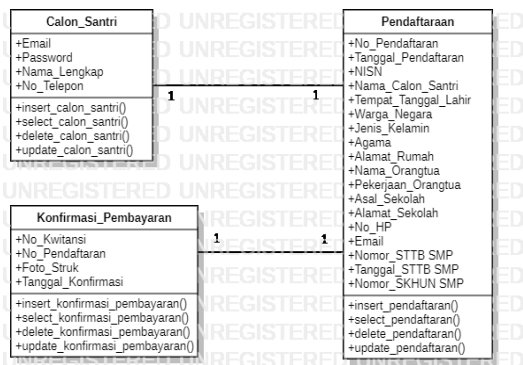 Calon_Santri
+Email
+Password
+Nama_Lengkap
+No_Telepon
+insert_calon_santri()
+select_calon_santri()
+delete_calon_santri()
+update_calon_santri()
1
1
Pendaftaraan
+No_Pendaftaran
+Tanggal_Pendaftaran
+NISN
+Nama_Calon_Santri
+Tempat_Tanggal_Lahir
+Warga_Negara
+Jenis_Kelamin
+Agama
+Alamat_Rumah
+Nama_Orangtua
+Pekerjaan_Orangtua
+Asal_Sekolah
+Alamat_Sekolah
+No_HP
+Email
+Nomor_STTB SMP
+Tanggal_STTB SMP
+Nomor_SKHUN SMP
+insert_pendaftaran()
+select_pendaftaran()
+delete_pendaftaran()
+update_pendaftaran()
Konfirmasi_Pembayaran
+No_Kwitansi
+No_Pendaftaran
+Foto_Struk
+Tanggal_Konfirmasi
+insert_konfirmasi_pembayaran()
+select_konfirmasi_pembayaran()
+delete_konfirmasi_pembayaran()
+update_konfirmasi_pembayaran()
1
1
UNREGISTERED UNREGISTERED